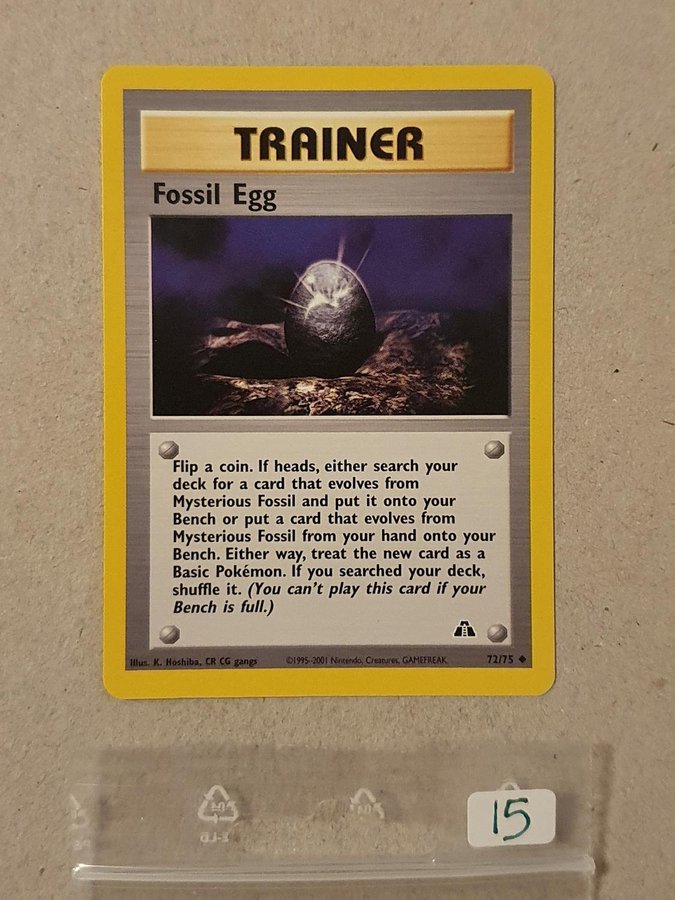 TRAINER
Fossil Egg
Flip a coin. If heads, either search your
deck for a card that evolves from
Mysterious Fossil and put it onto your
Bench or put a card that evolves from
Mysterious Fossil from your hand onto your
Bench. Either way, treat the new card as a
Basic Pokémon. If you searched your deck,
shuffle it. (You can't play this card if your
Bench is full.)
Illus. K. Hoshiba, CR CG gangs ©1995-2001 Nintendo, Creatures, GAMEFREAK. 72/75
15